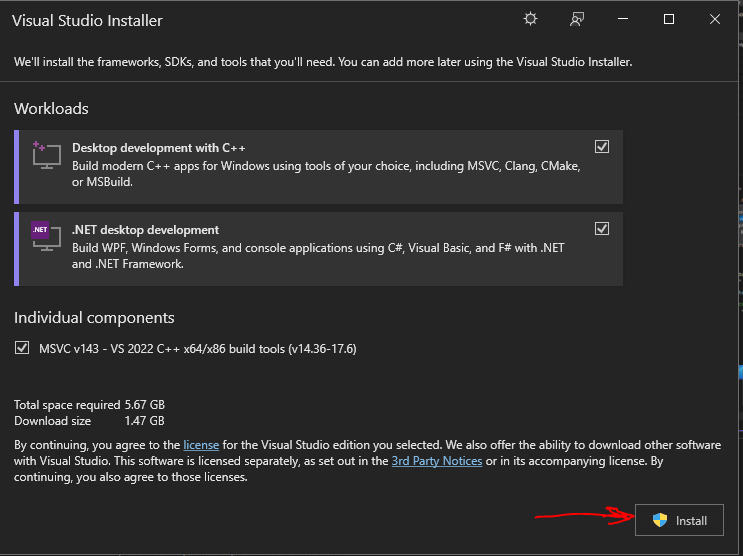 Visual Studio Installer
We'll install the frameworks, SDKs, and tools that you'll need. You can add more later using the Visual Studio Installer.
Workloads
Desktop development with C++
Build modern C++ apps for Windows using tools of your choice, including MSVC, Clang, CMake,
or MSBuild.
.NET
.NET desktop development
Build WPF, Windows Forms, and console applications using C#, Visual Basic, and F# with .NET
and .NET Framework.
Individual components
MSVC v143 - VS 2022 C++ x64/x86 build tools (v14.36-17.6)
Total space required 5.67 GB
Download size 1.47 GB
By continuing, you agree to the license for the Visual Studio edition you selected. We also offer the ability to download other software
with Visual Studio. This software is licensed separately, as set out in the 3rd Party Notices or in its accompanying license. By
continuing, you also agree to those licenses.
Install